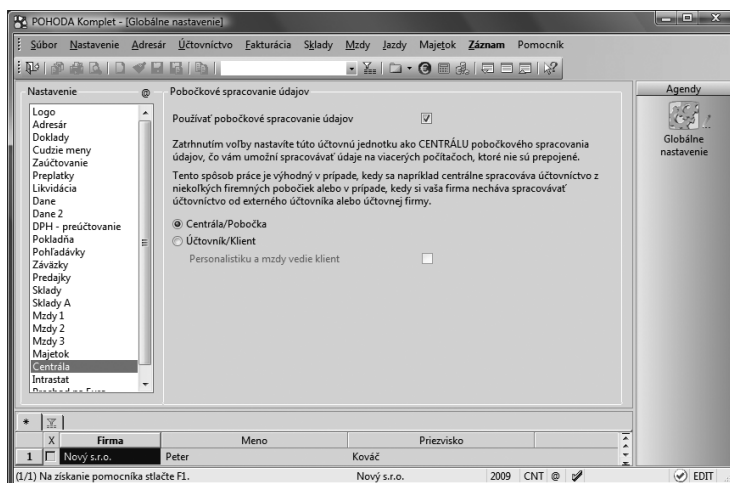 POHODA Komplet - [Globálne nastavenie]
Súbor Nastavenie Adresár Účtovníctvo Fakturácia Sklady Mzdy Jazdy Majetok Záznam Pomocník
Nastavenie @
Logo
Adresár
Doklady
Cudzie meny
Zaúčtovanie
Preplatky
Likvidácia
Dane
Dane 2
DPH - preúčtovanie
Pokladňa
Pohľadávky
Záväzky
Predajky
Sklady
Sklady A
Mzdy 1
Mzdy 2
Mzdy 3
Majetok
Centrála
Intrastat
Pobočkové spracovanie údajov
Používať pobočkové spracovanie údajov
Zatrhnutím voľby nastavíte túto účtovnú jednotku ako CENTRÁLU pobočkového spracovania
údajov, čo vám umožní spracovávať údaje na viacerých počítačoch, ktoré nie sú prepojené.
Tento spôsob práce je výhodný v prípade, kedy sa napríklad centrálne spracováva účtovníctvo z
niekoľkých firemných pobočiek alebo v prípade, kedy si vaša firma necháva spracovávať
účtovníctvo od externého účtovníka alebo účtovnej firmy.
Centrála/Pobočka
Účtovník/Klient
Personalistiku a mzdy vedie klient
Agendy
Globálne
nastavenie
*
X Firma Meno Priezvisko
1 Nový s.r.o. Peter Kováč
(1/1) Na získanie pomocníka stlačte F1. Nový s.r.o. 2009 CNT @ EDIT